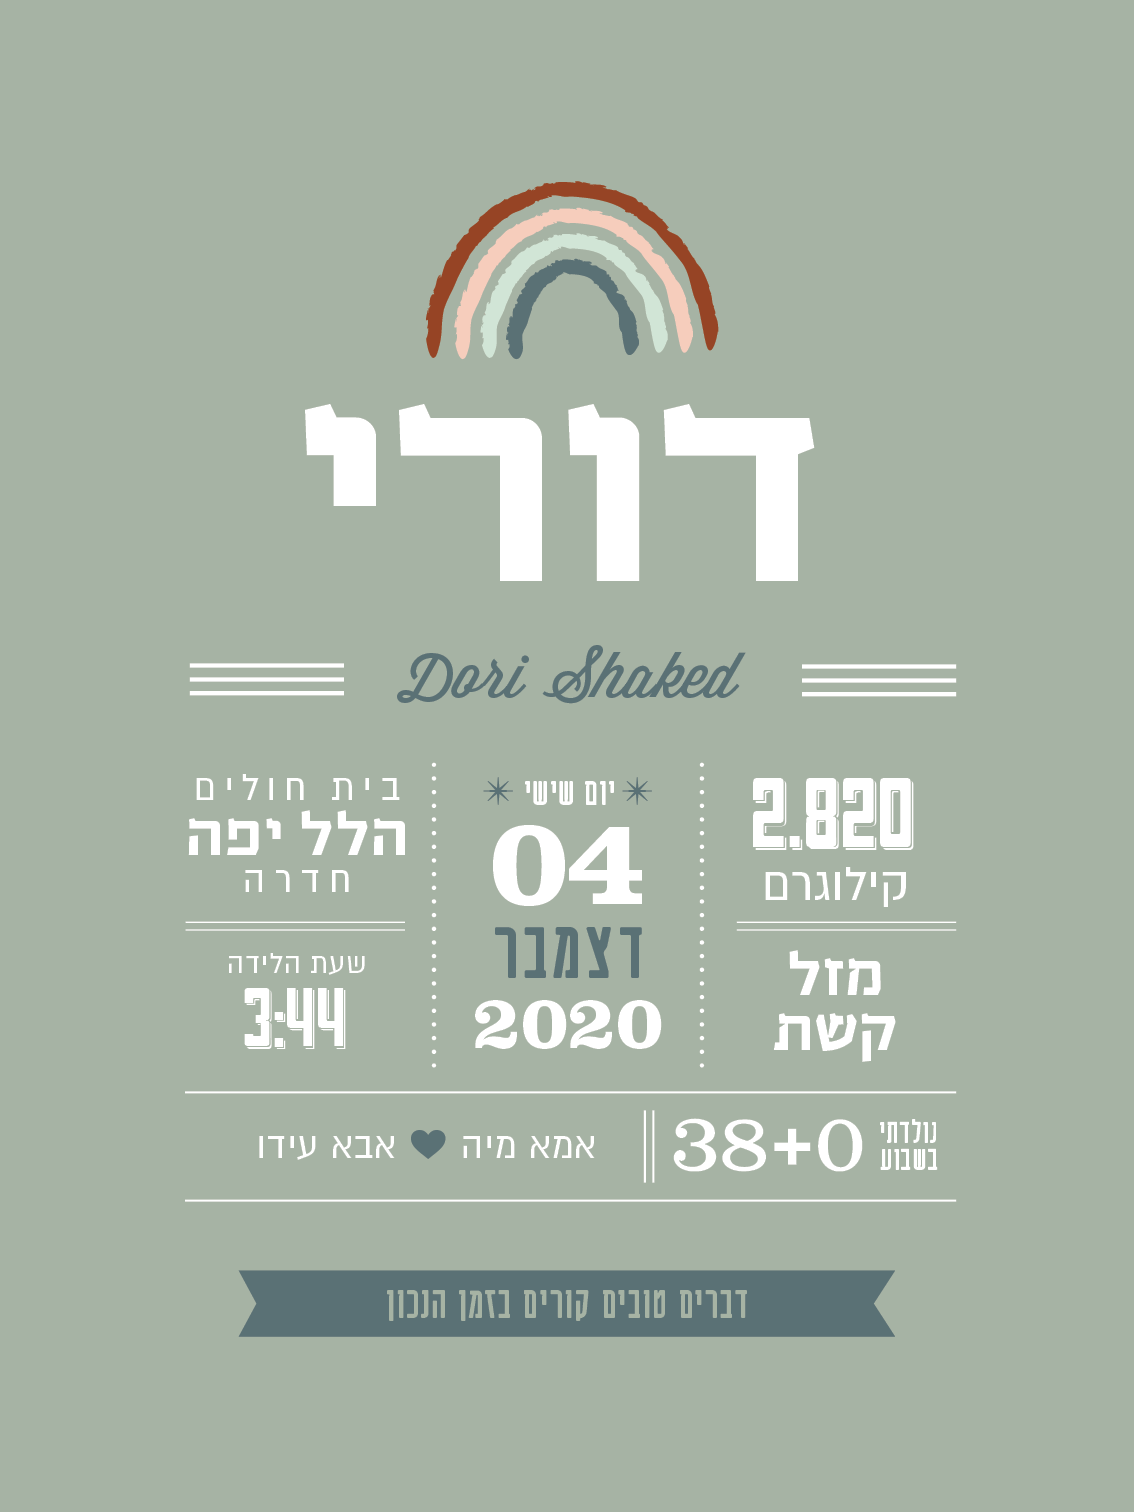 דורי
Dori Shaked
2.820
קילוגרם
מזל
קשת
יום שישי
04
דצמבר
2020
בית חולים
הלל יפה
חדרה
שעת הלידה
3:44
נולדתי
בשבוע
38+0
אמא מיה
אבא עידו
דברים טובים קורים בזמן הנכון